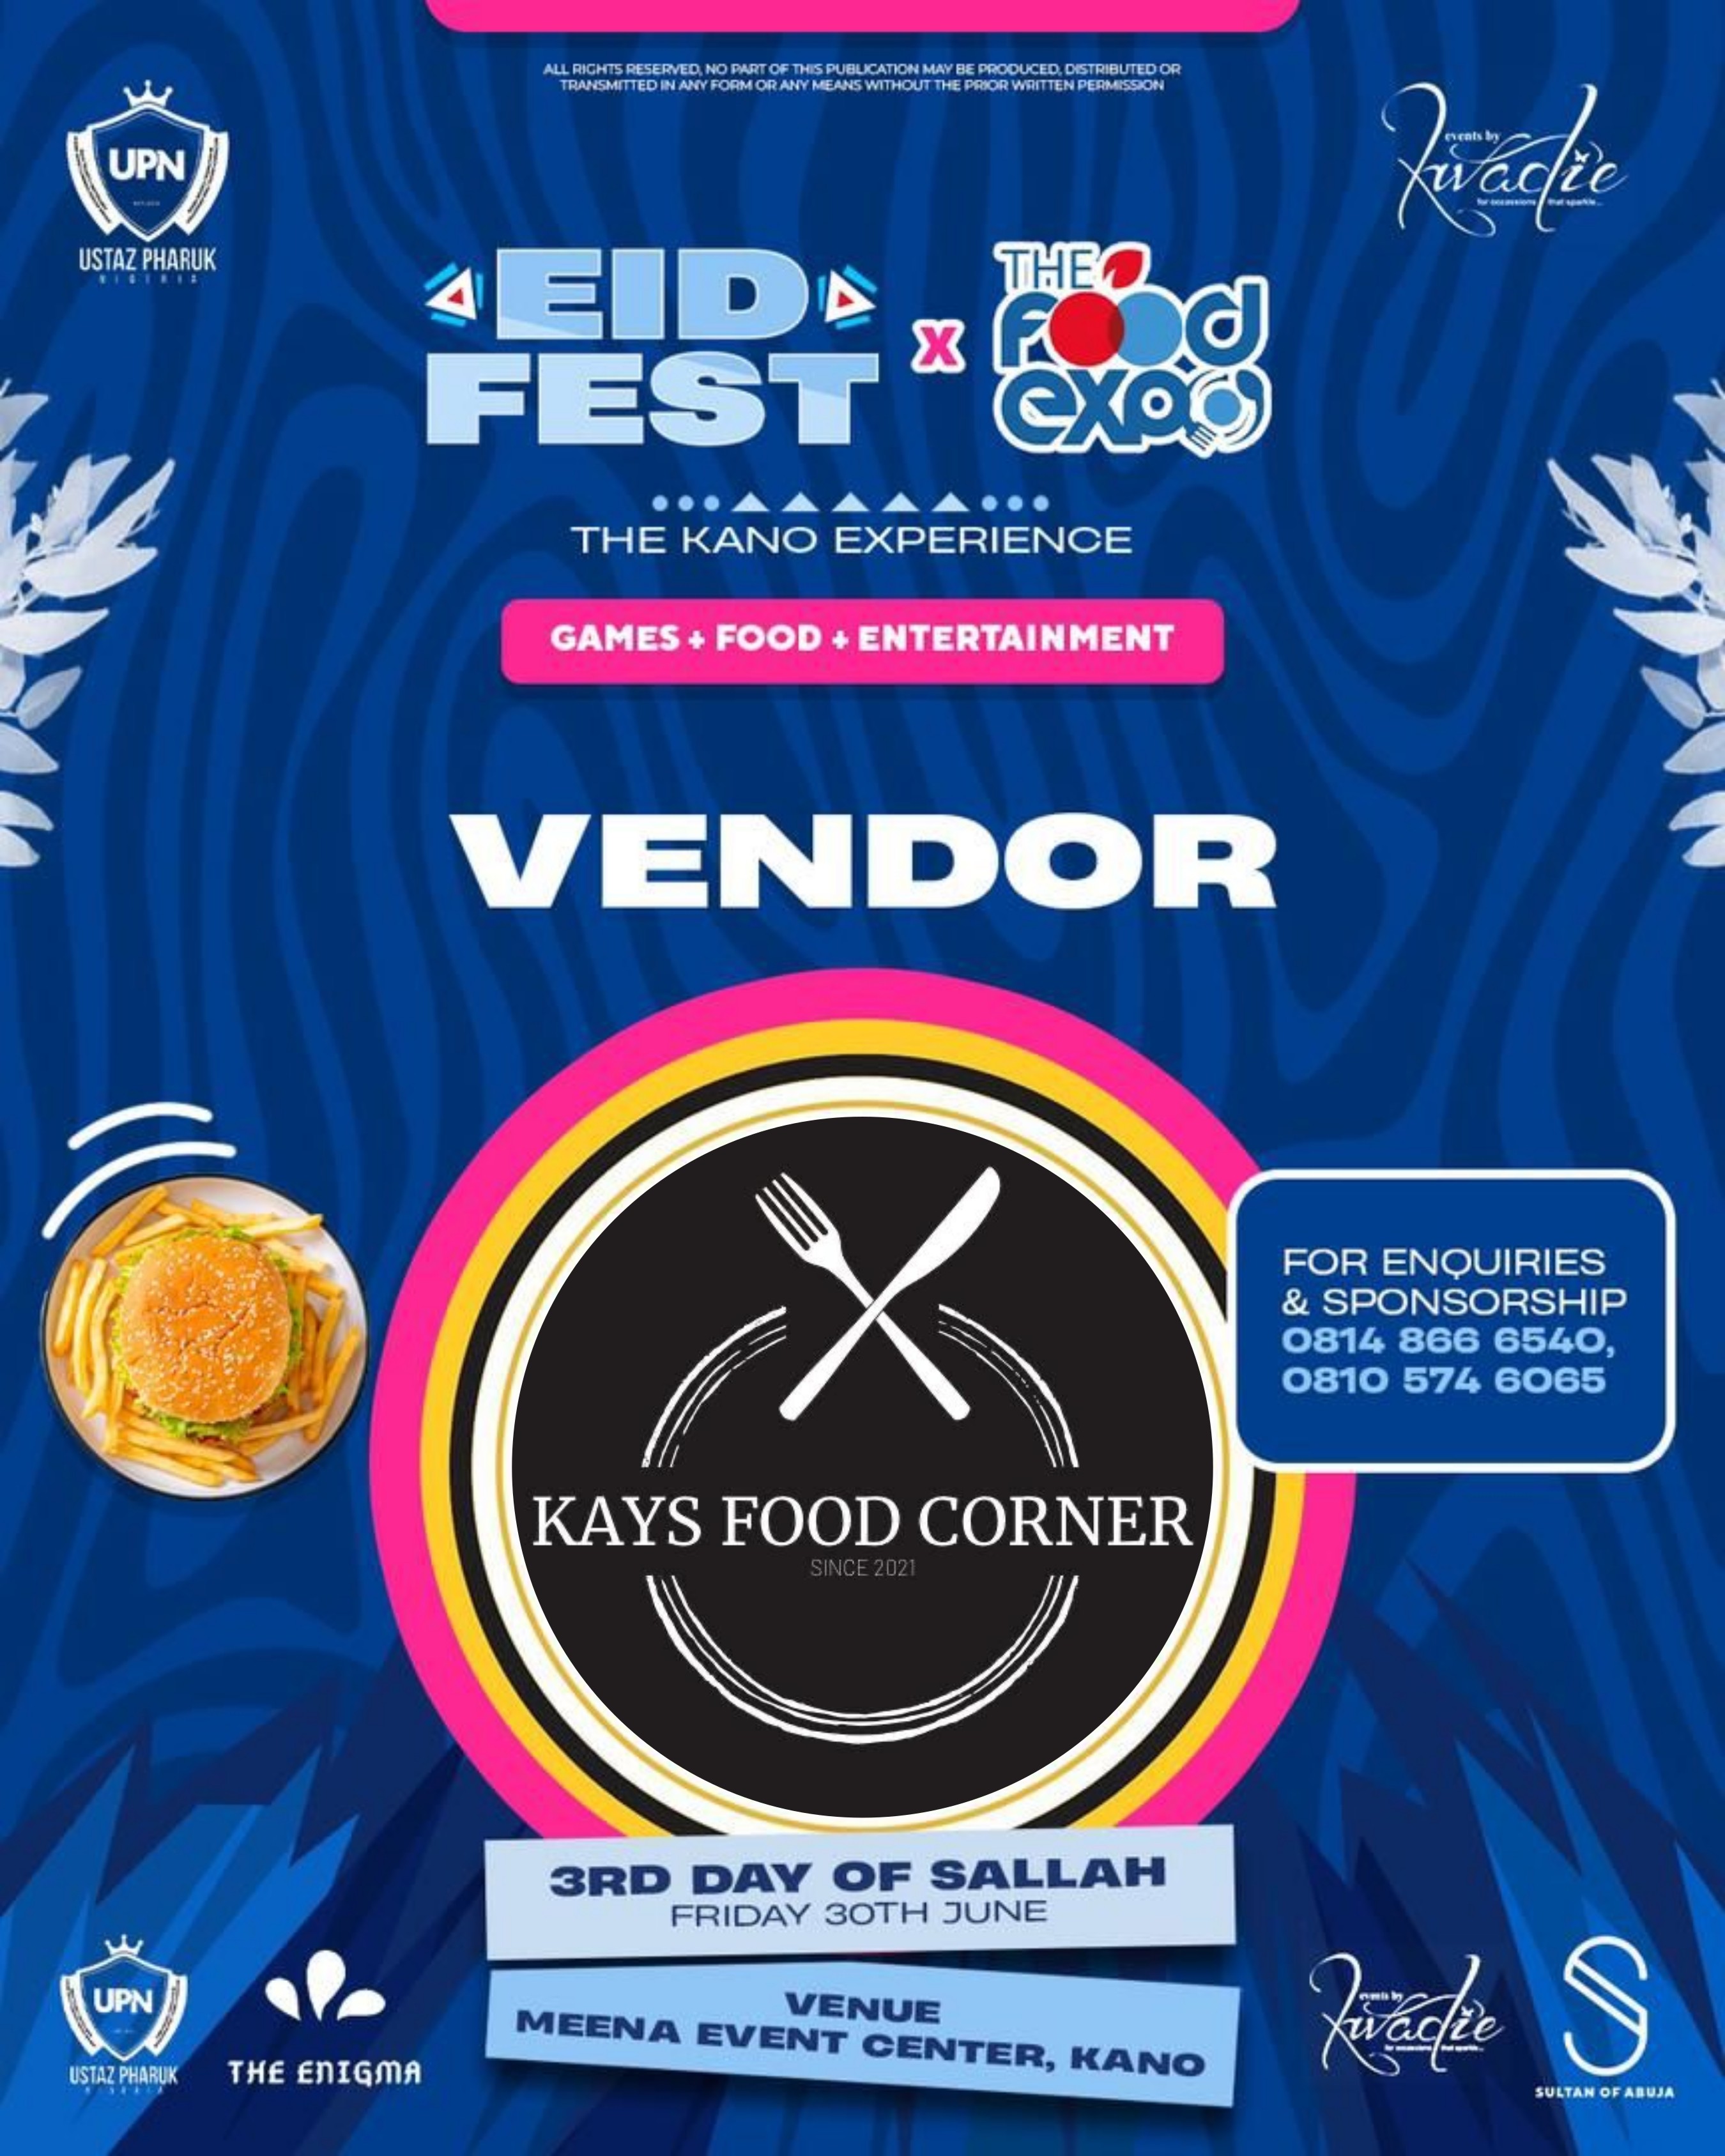 ALL RIGHTS RESERVED, NO PART OF THIS PUBLICATION MAY BE PRODUCED, DISTRIBUTED OR
TRANSMITTED IN ANY FORM OR ANY MEANS WITHOUT THE PRIOR WRITTEN PERMISSION
UPN
USTAZ PHARUK
NIGERIA
events by
Kwadie
for occassions that sparkle...
EID
FEST
x
THE
food
expo
THE KANO EXPERIENCE
GAMES + FOOD + ENTERTAINMENT
VENDOR
FOR ENQUIRIES
& SPONSORSHIP
0814 866 6540,
0810 574 6065
KAYS FOOD CORNER
SINCE 2021
3RD DAY OF SALLAH
FRIDAY 30TH JUNE
VENUE
MEENA EVENT CENTER, KANO
UPN
USTAZ PHARUK
THE ENIGMA
events by
Kwadie
for occassions that sparkle...
S
SULTAN OF ABUJA